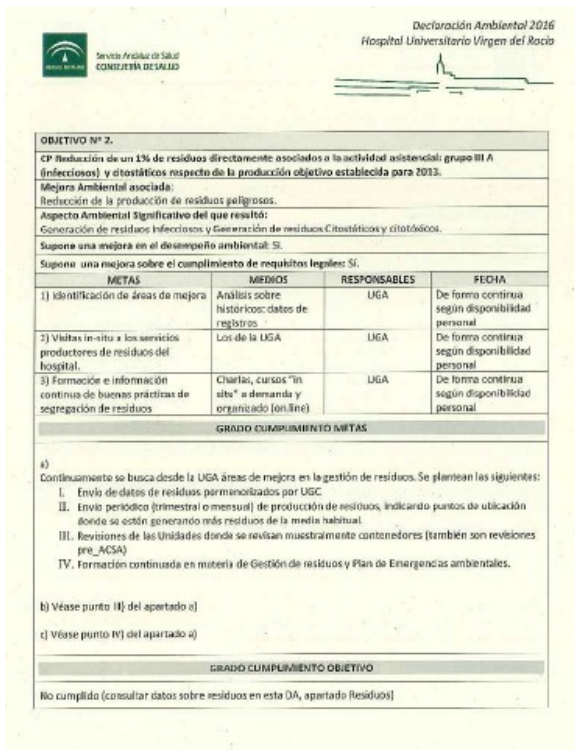 Declaración Ambiental 2016
Hospital Universitario Virgen del Rocío
Servicio Andaluz de Salud
CONSEJERÍA DE SALUD
OBJETIVO Nº 2.
CP Reducción de un 1% de residuos directamente asociados a la actividad asistencial: grupo III A
(infecciosos) y citostáticos respecto de la producción objetivo establecida para 2013.
Mejora Ambiental asociada:
Reducción de la producción de residuos peligrosos.
Aspecto Ambiental Significativo del que resultó:
Generación de residuos Infecciosos y Generación de residuos Citostáticos y citotóxicos.
Supone una mejora en el desempeño ambiental: Sí.
Supone una mejora sobre el cumplimiento de requisitos legales: Sí.
METAS MEDIOS RESPONSABLES FECHA
1) Identificación de áreas de mejora Análisis sobre UGA De forma continua
históricos: datos de según disponibilidad
registros personal
2) Visitas in-situ a los servicios Los de la UGA UGA De forma continua
productores de residuos del según disponibilidad
hospital. personal
3) Formación e información Charlas, cursos "in UGA De forma continua
continua de buenas prácticas de situ" a demanda y según disponibilidad
segregación de residuos organizado (on.line) personal
GRADO CUMPLIMIENTO METAS
a)
Continuamente se busca desde la UGA áreas de mejora en la gestión de residuos. Se plantean las siguientes:
I. Envío de datos de residuos permenorizados por UGC
II. Envío periódico (trimestral o mensual) de producción de residuos, indicando puntos de ubicación
donde se están generando más residuos de la media habitual.
III. Revisiones de las Unidades donde se revisan muestralmente contenedores (también son revisiones
pre_ACSA)
IV. Formación continuada en materia de Gestión de residuos y Plan de Emergencias ambientales.
b) Véase punto III) del apartado a)
c) Véase punto IV) del apartado a)
GRADO CUMPLIMIENTO OBJETIVO
No cumplido (consultar datos sobre residuos en esta DA, apartado Residuos)